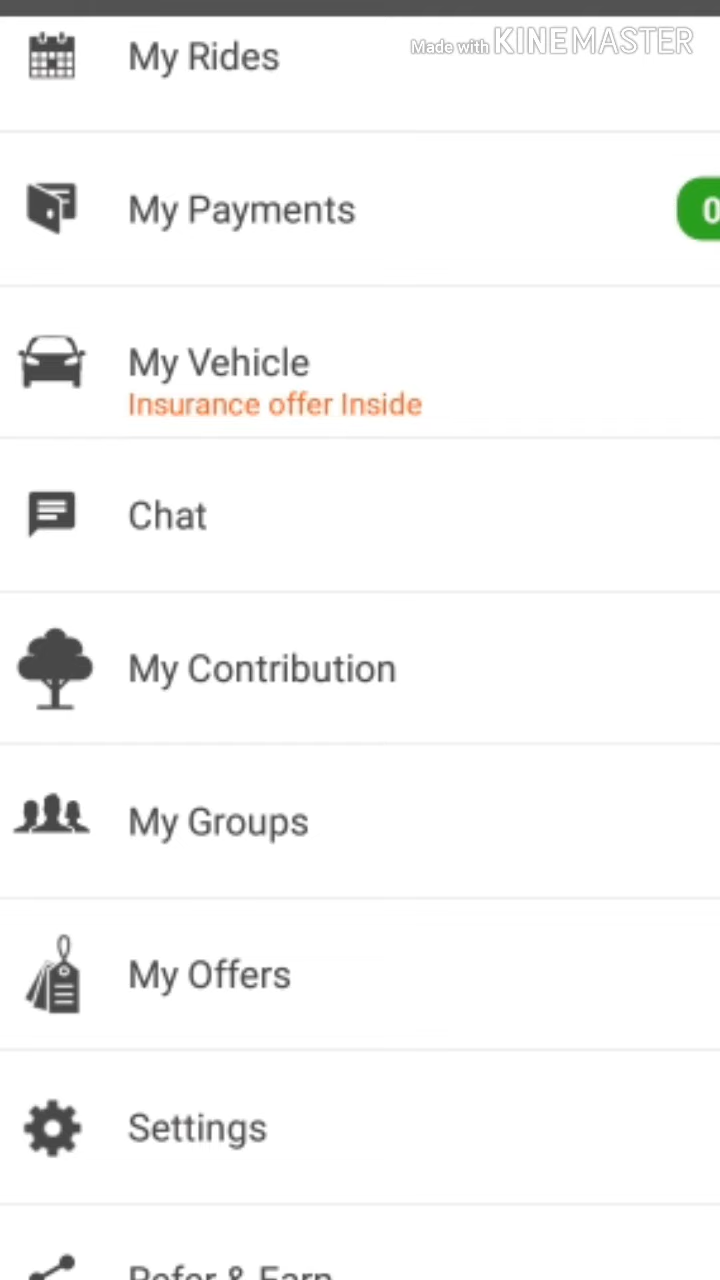 My Rides
Made with KINEMASTER
My Payments
0
My Vehicle
Insurance offer Inside
Chat
My Contribution
My Groups
My Offers
Settings
Refer & Earn